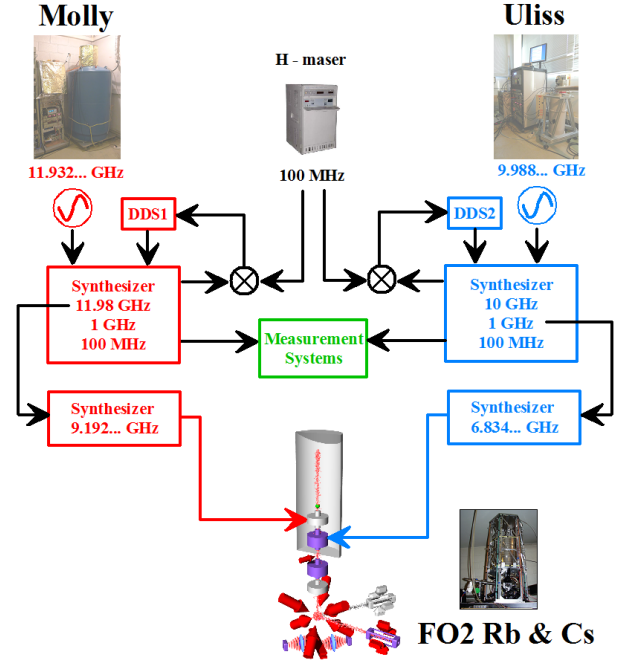 Molly
Uliss
H - maser
11.932... GHz
100 MHz
9.988... GHz
DDS1
DDS2
Synthesizer
11.98 GHz
1 GHz
100 MHz
Measurement
Systems
Synthesizer
10 GHz
1 GHz
100 MHz
Synthesizer
9.192... GHz
Synthesizer
6.834... GHz
FO2 Rb & Cs